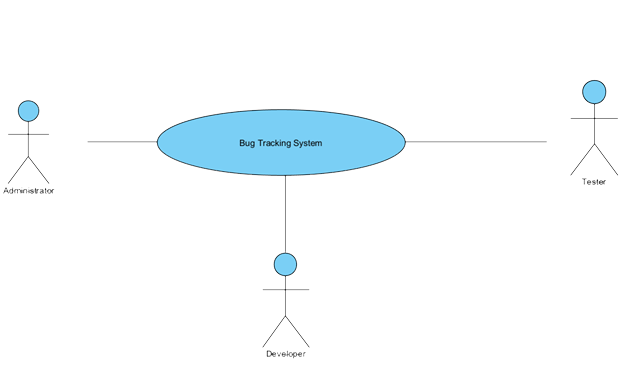 Bug Tracking System
Administrator
Tester
Developer